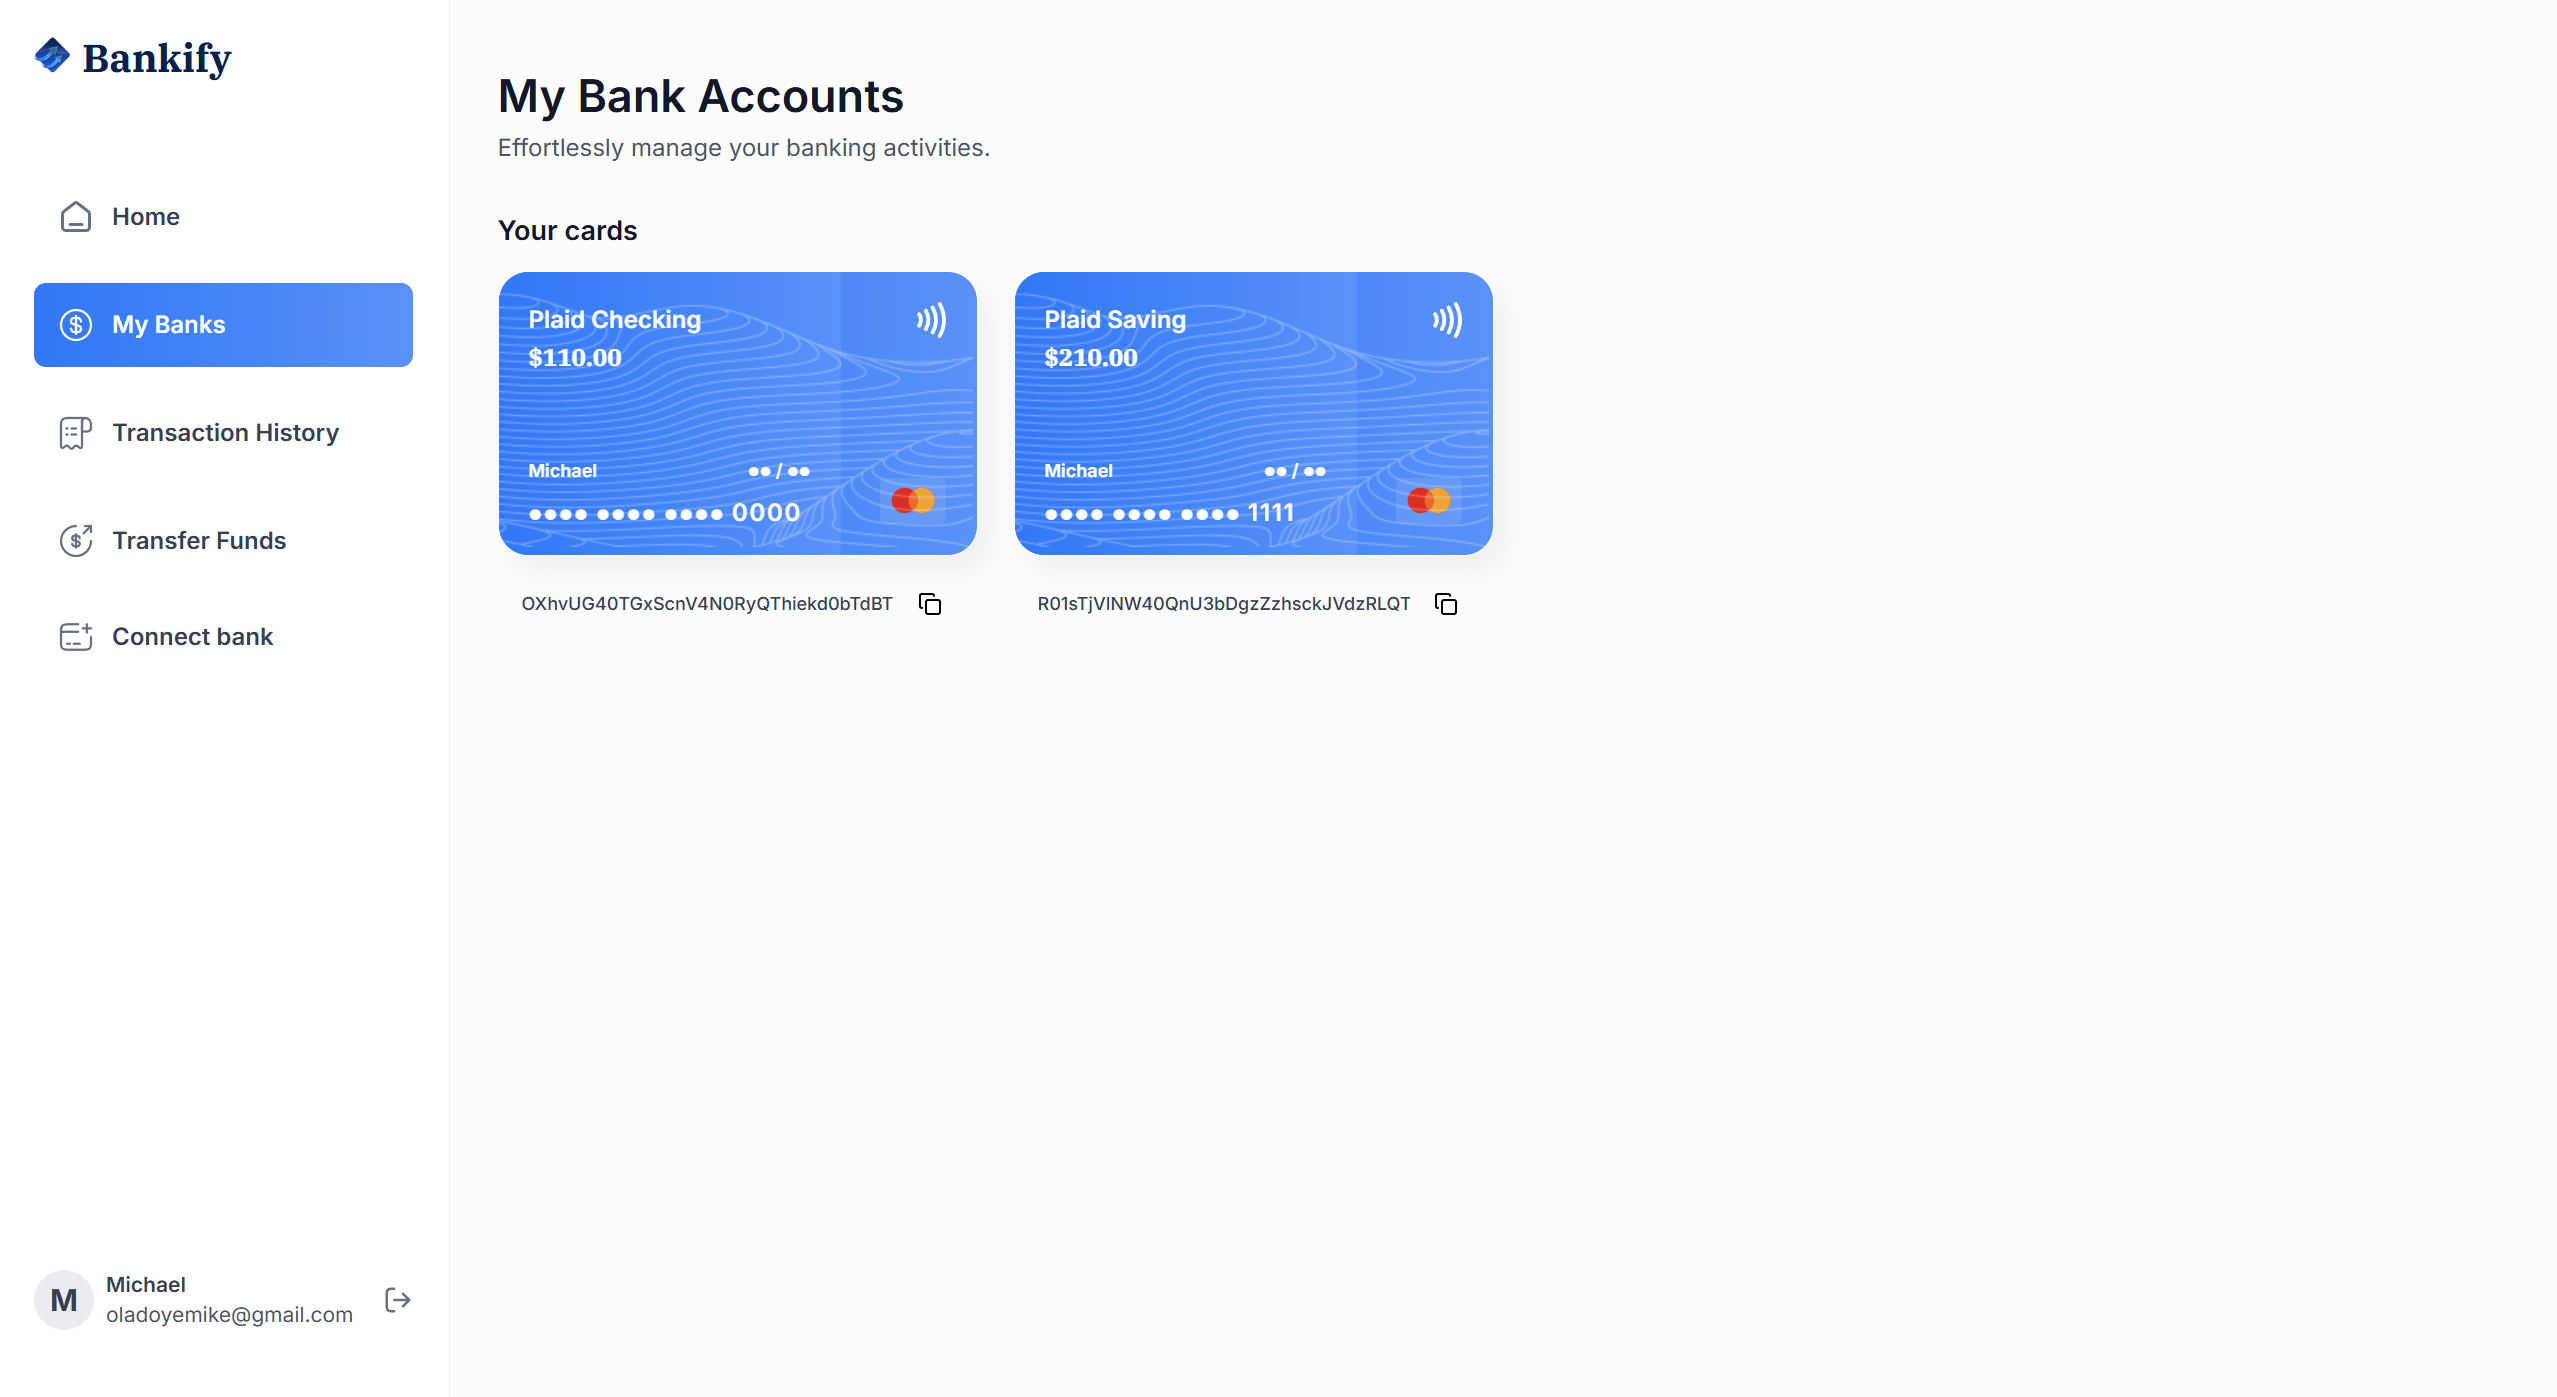 Bankify
Home
My Banks
Transaction History
Transfer Funds
Connect bank
Michael
oladoyemike@gmail.com
M
My Bank Accounts
Effortlessly manage your banking activities.
Your cards
Plaid Checking
$110.00
Michael
●● / ●●
●●●● ●●●● ●●●● 0000
OXhvUG40TGxScnV4N0RyQThiekd0bTdBT
Plaid Saving
$210.00
Michael
●● / ●●
●●●● ●●●● ●●●● 1111
R01sTjVlNW40QnU3bDgzZzhsckJVdzRLQT